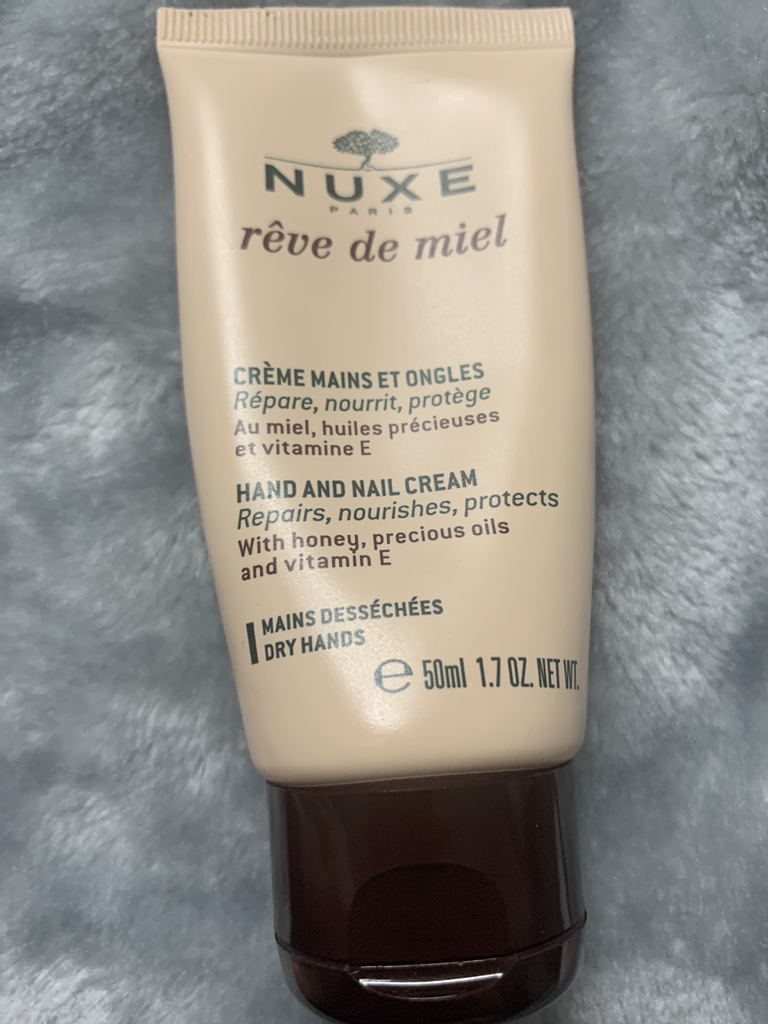 NUXE
PARIS
rêve de miel
CRÈME MAINS ET ONGLES
Répare, nourrit, protège
Au miel, huiles précieuses
et vitamine E
HAND AND NAIL CREAM
Repairs, nourishes, protects
With honey, precious oils
and vitamin E
MAINS DESSÉCHÉES
DRY HANDS
℮ 50ml 1.7 OZ. NET WT.